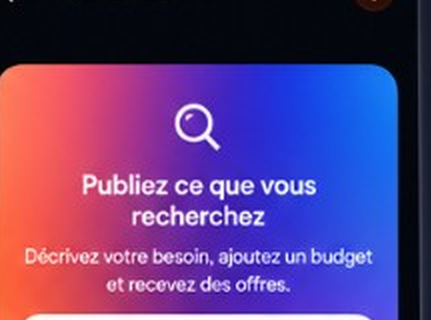 Publiez ce que vous
recherchez
Décrivez votre besoin, ajoutez un budget
et recevez des offres.